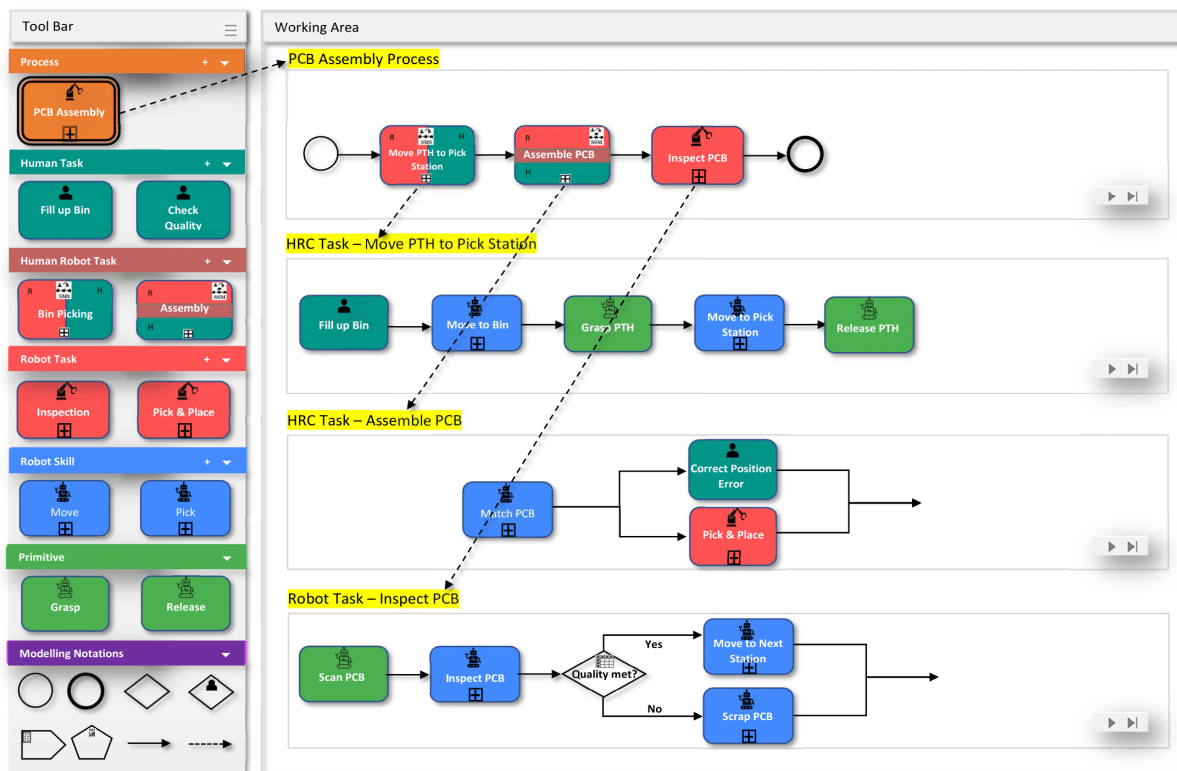 Tool Bar
Working Area
Process
+
PCB Assembly
Human Task
+
Fill up Bin
Check
Quality
Human Robot Task
+
R
SMS
H
Bin Picking
R
SSM
Assembly
H
Robot Task
+
Inspection
Pick & Place
Robot Skill
+
Move
Pick
Primitive
Grasp
Release
Modelling Notations
PCB Assembly Process
R
SMS
H
Move PTH to Pick
Station
R
SSM
Assemble PCB
H
Inspect PCB
HRC Task – Move PTH to Pick Station
Fill up Bin
Move to Bin
Grasp PTH
Move to Pick
Station
Release PTH
HRC Task – Assemble PCB
Match PCB
Correct Position
Error
Pick & Place
Robot Task – Inspect PCB
Scan PCB
Inspect PCB
Quality met?
Yes
No
Move to Next
Station
Scrap PCB